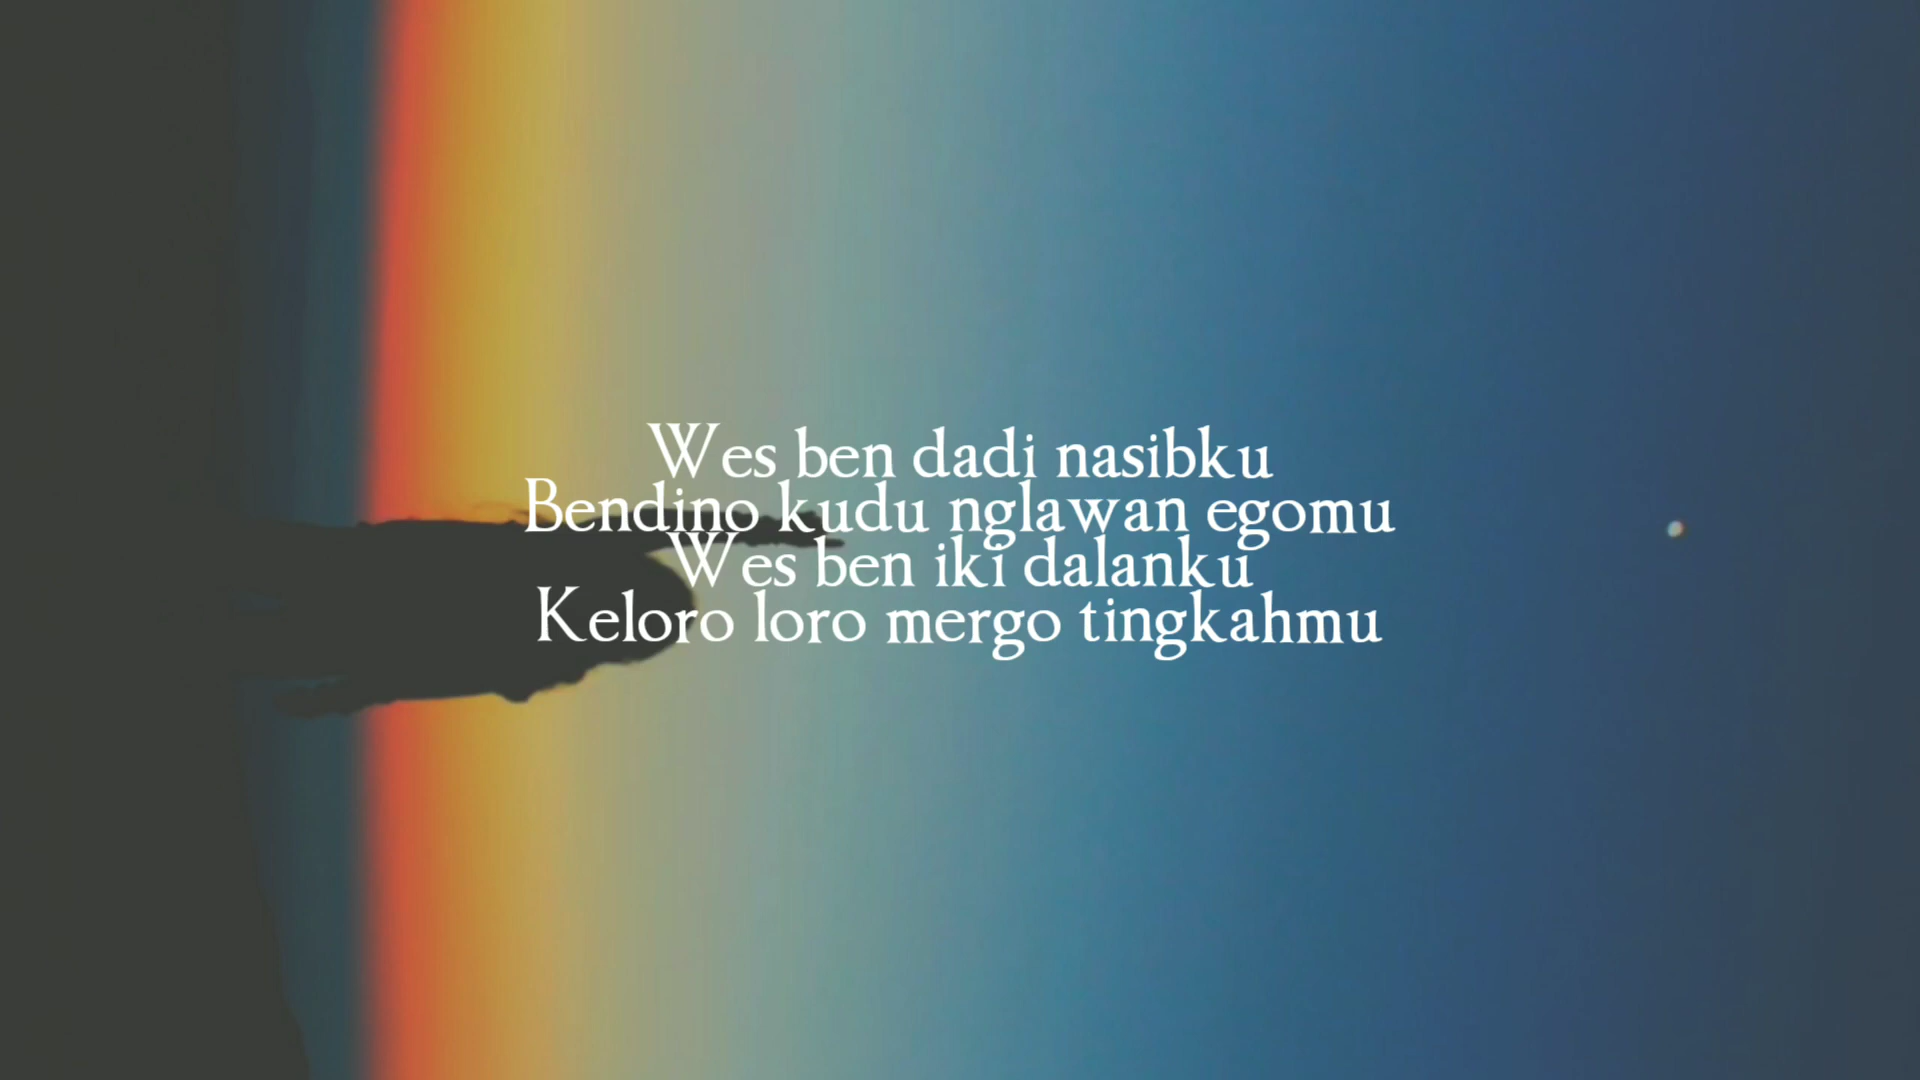 Wes ben dadi nasibku
Bendino kudu nglawan egomu
Wes ben iki dalanku
Keloro loro mergo tingkahmu